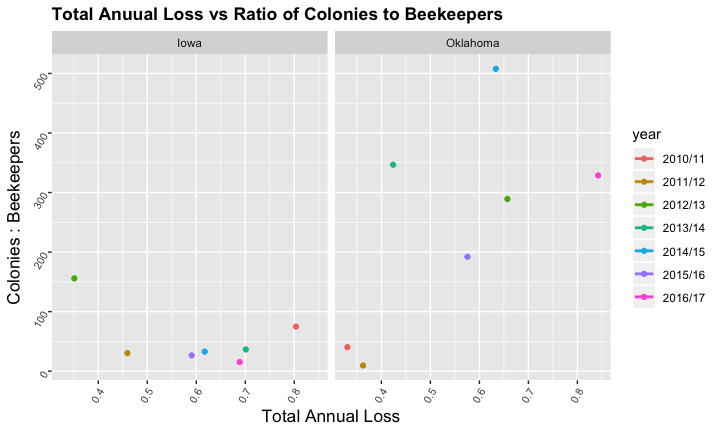 Total Anuual Loss vs Ratio of Colonies to Beekeepers
Iowa
Oklahoma
Colonies : Beekeepers
500
400
300
200
100
0
0.4 0.5 0.6 0.7 0.8
0.4 0.5 0.6 0.7 0.8
Total Annual Loss
year
2010/11
2011/12
2012/13
2013/14
2014/15
2015/16
2016/17